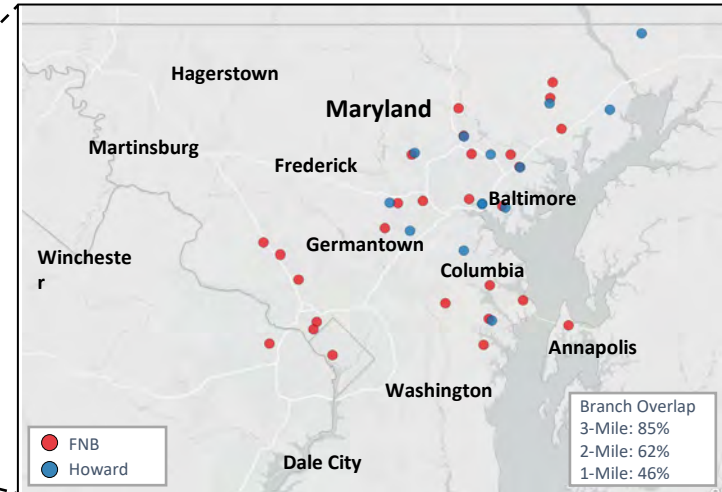 Hagerstown
Maryland
Martinsburg
Frederick
Baltimore
Germantown
Wincheste
r
Columbia
Annapolis
Washington
Dale City
FNB
Howard
Branch Overlap
3-Mile: 85%
2-Mile: 62%
1-Mile: 46%